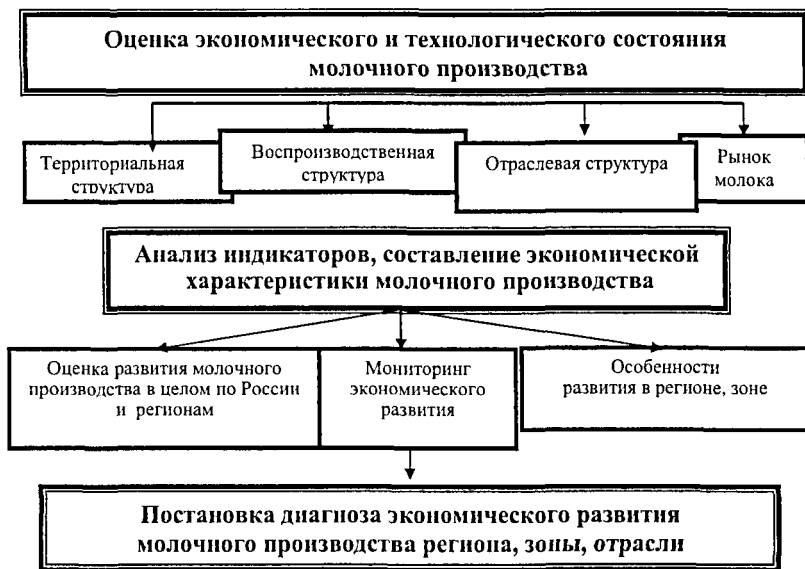 Оценка экономического и технологического состояния
молочного производства
Территориальная
структура
Воспроизводственная
структура
Отраслевая структура
Рынок
молока
Анализ индикаторов, составление экономической
характеристики молочного производства
Оценка развития молочного
производства в целом по России
и регионам
Мониторинг
экономического
развития
Особенности
развития в регионе, зоне
Постановка диагноза экономического развития
молочного производства региона, зоны, отрасли